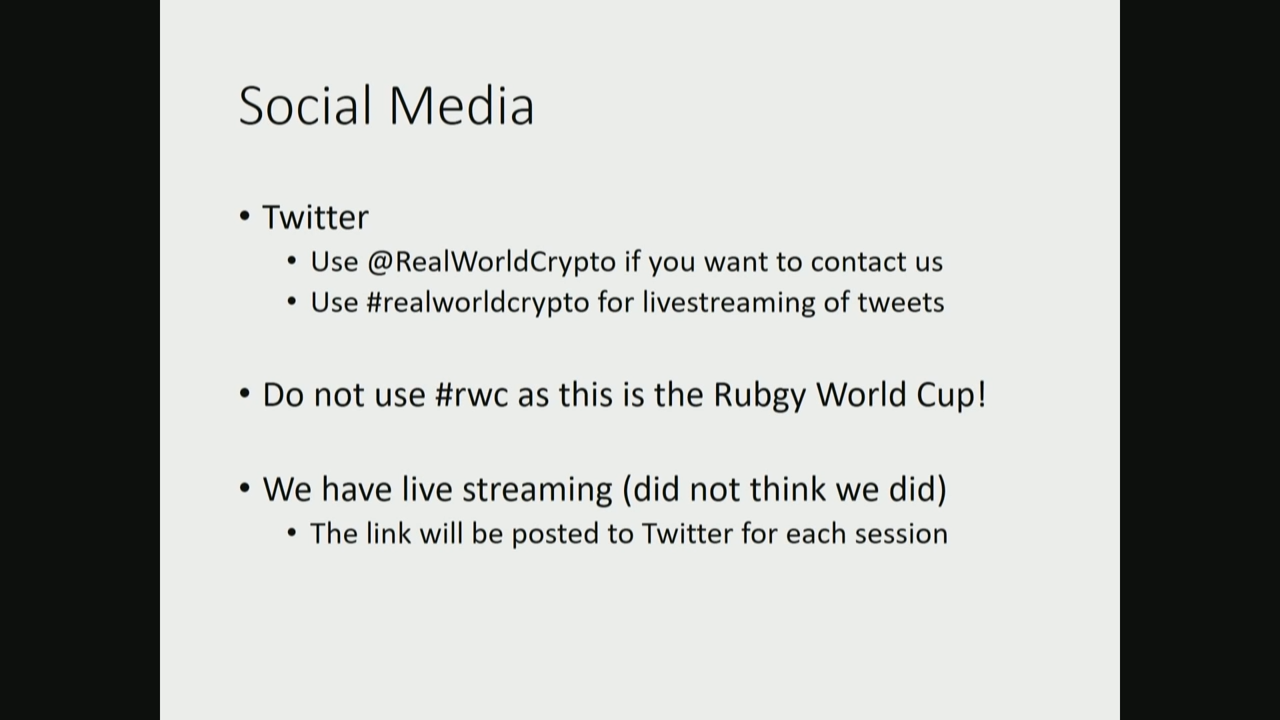 Social Media
• Twitter
• Use @RealWorldCrypto if you want to contact us
• Use #realworldcrypto for livestreaming of tweets
• Do not use #rwc as this is the Rubgy World Cup!
• We have live streaming (did not think we did)
• The link will be posted to Twitter for each session